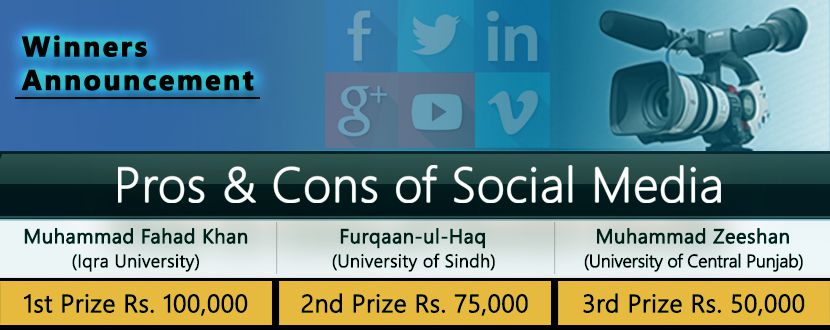 Winners
Announcement
f
in
g+
Pros & Cons of Social Media
Muhammad Fahad Khan
(Iqra University)
Furqaan-ul-Haq
(University of Sindh)
Muhammad Zeeshan
(University of Central Punjab)
1st Prize Rs. 100,000
2nd Prize Rs. 75,000
3rd Prize Rs. 50,000